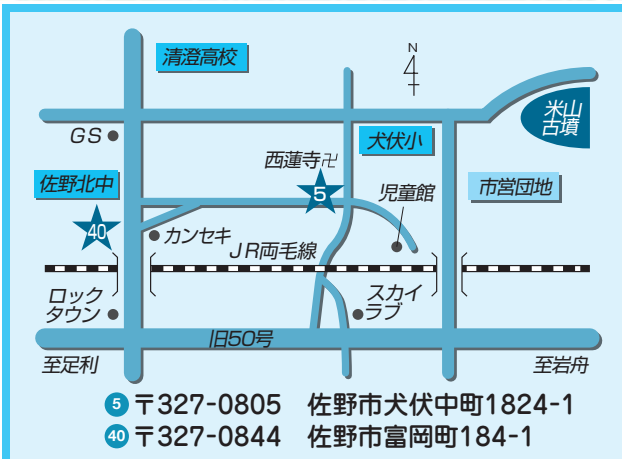 清澄高校
N
米山
古墳
GS
犬伏小
西蓮寺卍
佐野北中
5
児童館
市営団地
40
カンセキ
JR両毛線
ロック
タウン
スカイ
ラブ
旧50号
至足利
至岩舟
5 〒327-0805 佐野市犬伏中町1824-1
40 〒327-0844 佐野市富岡町184-1